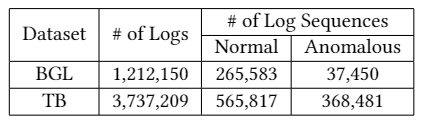 Dataset # of Logs # of Log Sequences
Normal Anomalous
BGL 1,212,150 265,583 37,450
TB 3,737,209 565,817 368,481